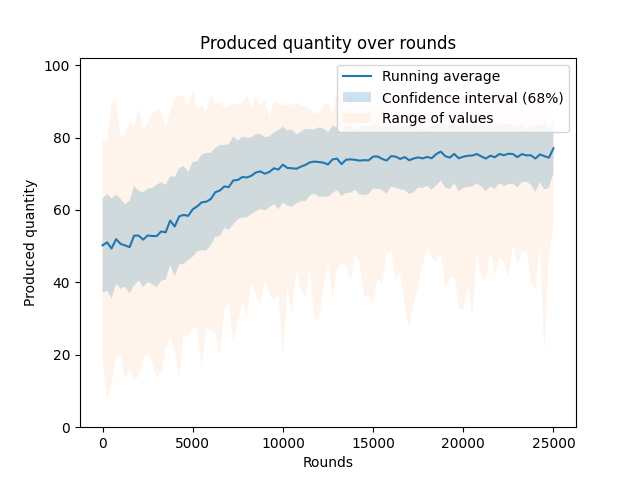 Produced quantity over rounds
Running average
Confidence interval (68%)
Range of values
100
80
60
40
20
0
Produced quantity
0 5000 10000 15000 20000 25000
Rounds